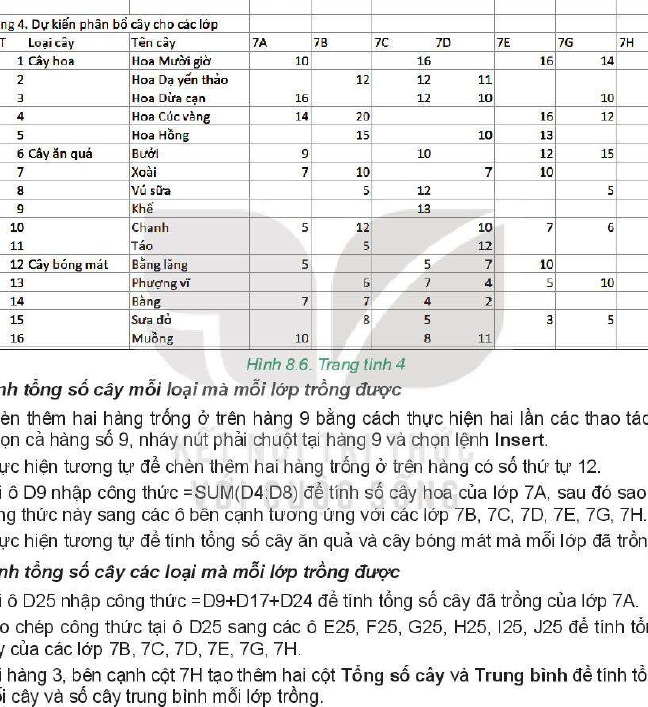 ng 4. Dự kiến phân bổ cây cho các lớp
T Loại cây Tên cây 7A 7B 7C 7D 7E 7G 7H
1 Cây hoa Hoa Mười giờ 10 16 16 14
2 Hoa Dạ yến thảo 12 12 11
3 Hoa Dừa cạn 16 12 10 10
4 Hoa Cúc vàng 14 20 16 12
5 Hoa Hồng 15 10 13
6 Cây ăn quả Bưởi 9 10 12 15
7 Xoài 7 10 7 10
8 Vú sữa 5 12 5
9 Khế 13
10 Chanh 5 12 10 7 6
11 Táo 5 12
12 Cây bóng mát Bằng lăng 5 5 7 10
13 Phượng vĩ 6 7 4 5 10
14 Bàng 7 7 4 2
15 Sưa đỏ 8 5 3 5
16 Muồng 10 8 11
Hình 8.6. Trang tính 4
nh tổng số cây mỗi loại mà mỗi lớp trồng được
èn thêm hai hàng trống ở trên hàng 9 bằng cách thực hiện hai lần các thao tác
ọn cả hàng số 9, nháy nút phải chuột tại hàng 9 và chọn lệnh Insert.
ực hiện tương tự để chèn thêm hai hàng trống ở trên hàng có số thứ tự 12.
i ô D9 nhập công thức =SUM(D4:D8) để tính số cây hoa của lớp 7A, sau đó sao
ng thức này sang các ô bên cạnh tương ứng với các lớp 7B, 7C, 7D, 7E, 7G, 7H.
ực hiện tương tự để tính tổng số cây ăn quả và cây bóng mát mà mỗi lớp đã trồn
KẾT NỐI TRI THỨC
VỚI CUỘC SỐNG
nh tổng số cây các loại mà mỗi lớp trồng được
i ô D25 nhập công thức =D9+D17+D24 để tính tổng số cây đã trồng của lớp 7A.
o chép công thức tại ô D25 sang các ô E25, F25, G25, H25, I25, J25 để tính tổ
y của các lớp 7B, 7C, 7D, 7E, 7G, 7H.
i hàng 3, bên cạnh cột 7H tạo thêm hai cột Tổng số cây và Trung bình để tính tổ
i cây và số cây trung bình mỗi lớp trồng.